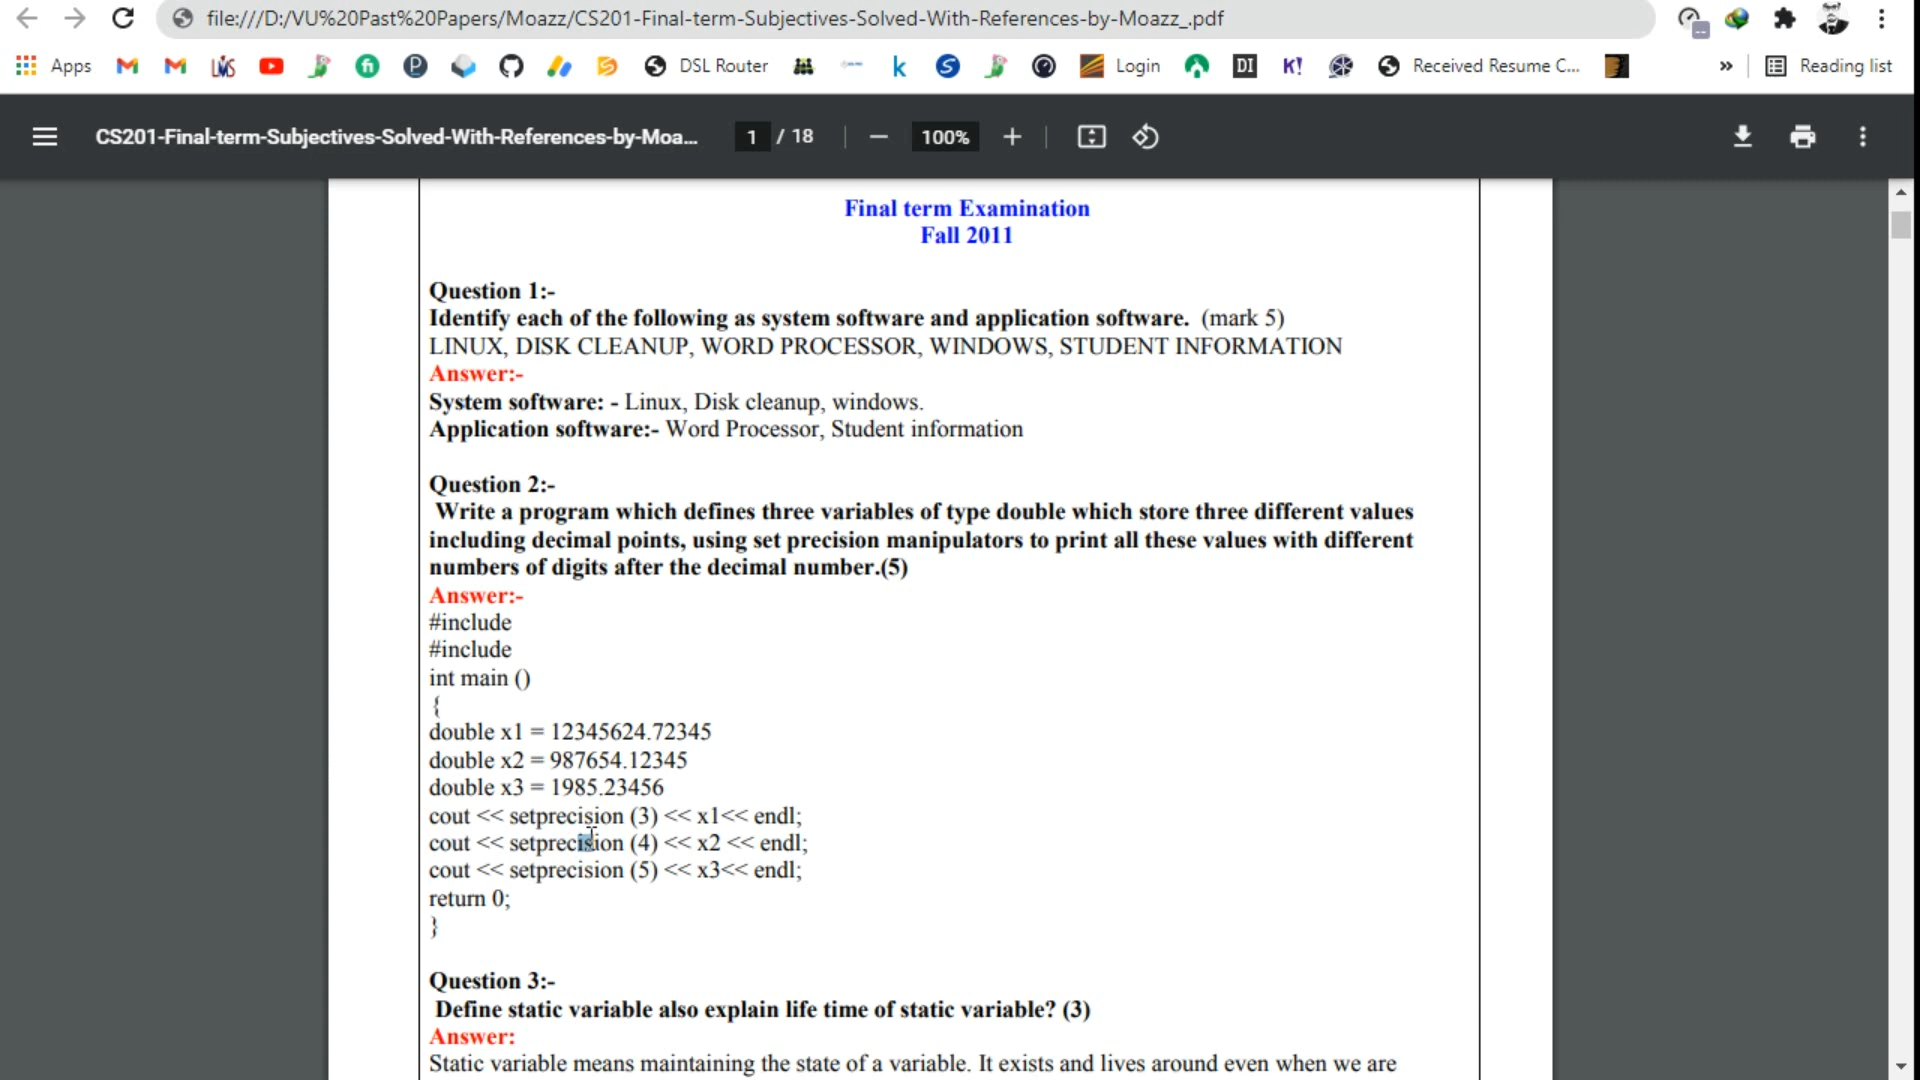 file:///D:/VU%20Past%20Papers/Moazz/CS201-Final-term-Subjectives-Solved-With-References-by-Moazz_.pdf
Apps
LMS
DSL Router
Login
DI
K!
Received Resume C...
»
Reading list
CS201-Final-term-Subjectives-Solved-With-References-by-Moa...
1 / 18
100%
Final term Examination
Fall 2011
Question 1:-
Identify each of the following as system software and application software. (mark 5)
LINUX, DISK CLEANUP, WORD PROCESSOR, WINDOWS, STUDENT INFORMATION
Answer:-
System software: - Linux, Disk cleanup, windows.
Application software:- Word Processor, Student information
Question 2:-
Write a program which defines three variables of type double which store three different values
including decimal points, using set precision manipulators to print all these values with different
numbers of digits after the decimal number.(5)
Answer:-
#include
#include
int main ()
{
double x1 = 12345624.72345
double x2 = 987654.12345
double x3 = 1985.23456
cout << setprecision (3) << x1<< endl;
cout << setprecision (4) << x2 << endl;
cout << setprecision (5) << x3<< endl;
return 0;
}
Question 3:-
Define static variable also explain life time of static variable? (3)
Answer:
Static variable means maintaining the state of a variable. It exists and lives around even when we are